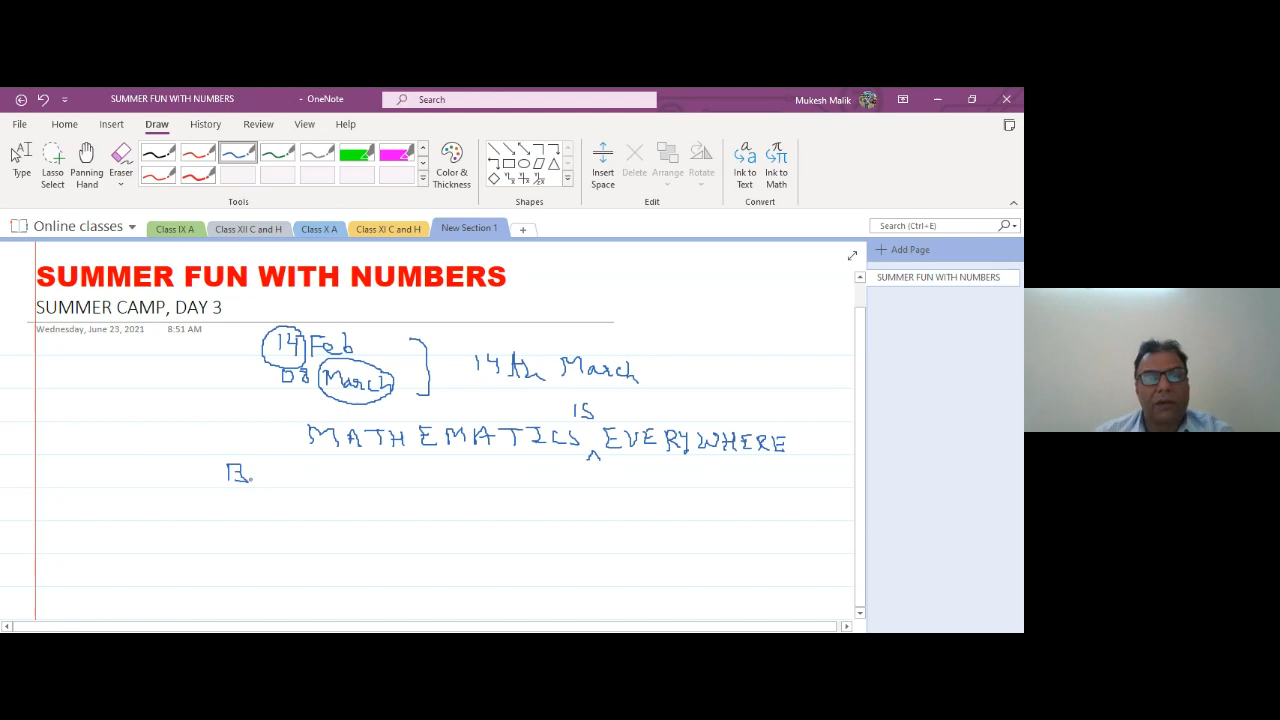 SUMMER FUN WITH NUMBERS - OneNote Search Mukesh Malik
File Home Insert Draw History Review View Help
Type Lasso Select Panning Hand Eraser Color & Thickness Insert Space Delete Arrange Rotate Ink to Text Ink to Math
Tools Shapes Edit Convert
Online classes Class IX A Class XII C and H Class X A Class XI C and H New Section 1 Search (Ctrl+E)
Add Page
SUMMER FUN WITH NUMBERS
SUMMER FUN WITH NUMBERS
SUMMER CAMP, DAY 3
Wednesday, June 23, 2021 8:51 AM
14 Feb
08 March
14th March
IS
MATHEMATICS EVERYWHERE